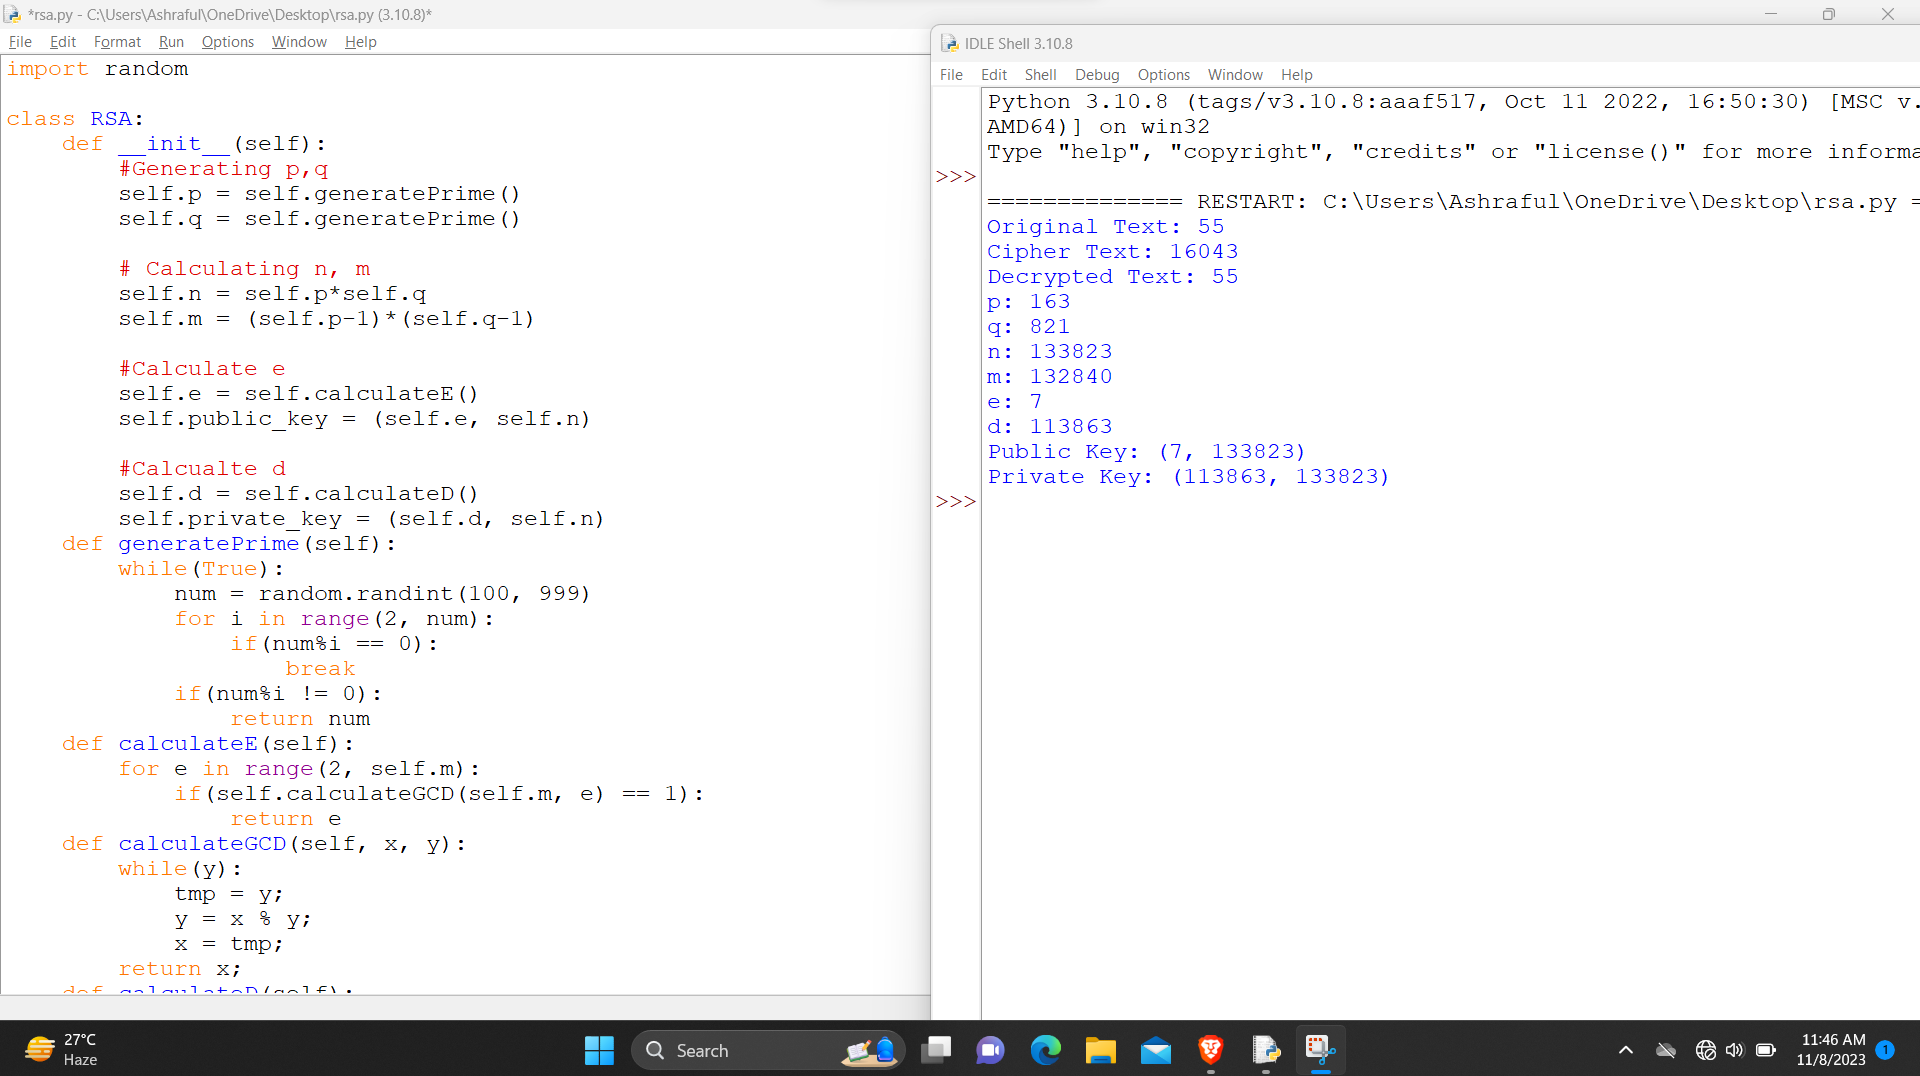 *rsa.py - C:\Users\Ashraful\OneDrive\Desktop\rsa.py (3.10.8)*
File Edit Format Run Options Window Help
import random
class RSA:
    def __init__(self):
        #Generating p,q
        self.p = self.generatePrime()
        self.q = self.generatePrime()
        # Calculating n, m
        self.n = self.p*self.q
        self.m = (self.p-1)*(self.q-1)
        #Calculate e
        self.e = self.calculateE()
        self.public_key = (self.e, self.n)
        #Calcualte d
        self.d = self.calculateD()
        self.private_key = (self.d, self.n)
    def generatePrime(self):
        while(True):
            num = random.randint(100, 999)
            for i in range(2, num):
                if(num%i == 0):
                    break
            if(num%i != 0):
                return num
    def calculateE(self):
        for e in range(2, self.m):
            if(self.calculateGCD(self.m, e) == 1):
                return e
    def calculateGCD(self, x, y):
        while(y):
            tmp = y;
            y = x % y;
            x = tmp;
        return x;
    def calculateD(self):
IDLE Shell 3.10.8
File Edit Shell Debug Options Window Help
Python 3.10.8 (tags/v3.10.8:aaaf517, Oct 11 2022, 16:50:30) [MSC v.
AMD64)] on win32
Type "help", "copyright", "credits" or "license()" for more informa
>>>
============== RESTART: C:\Users\Ashraful\OneDrive\Desktop\rsa.py =
Original Text: 55
Cipher Text: 16043
Decrypted Text: 55
p: 163
q: 821
n: 133823
m: 132840
e: 7
d: 113863
Public Key: (7, 133823)
Private Key: (113863, 133823)
>>>
27°C
Haze
Search
11:46 AM
11/8/2023
1